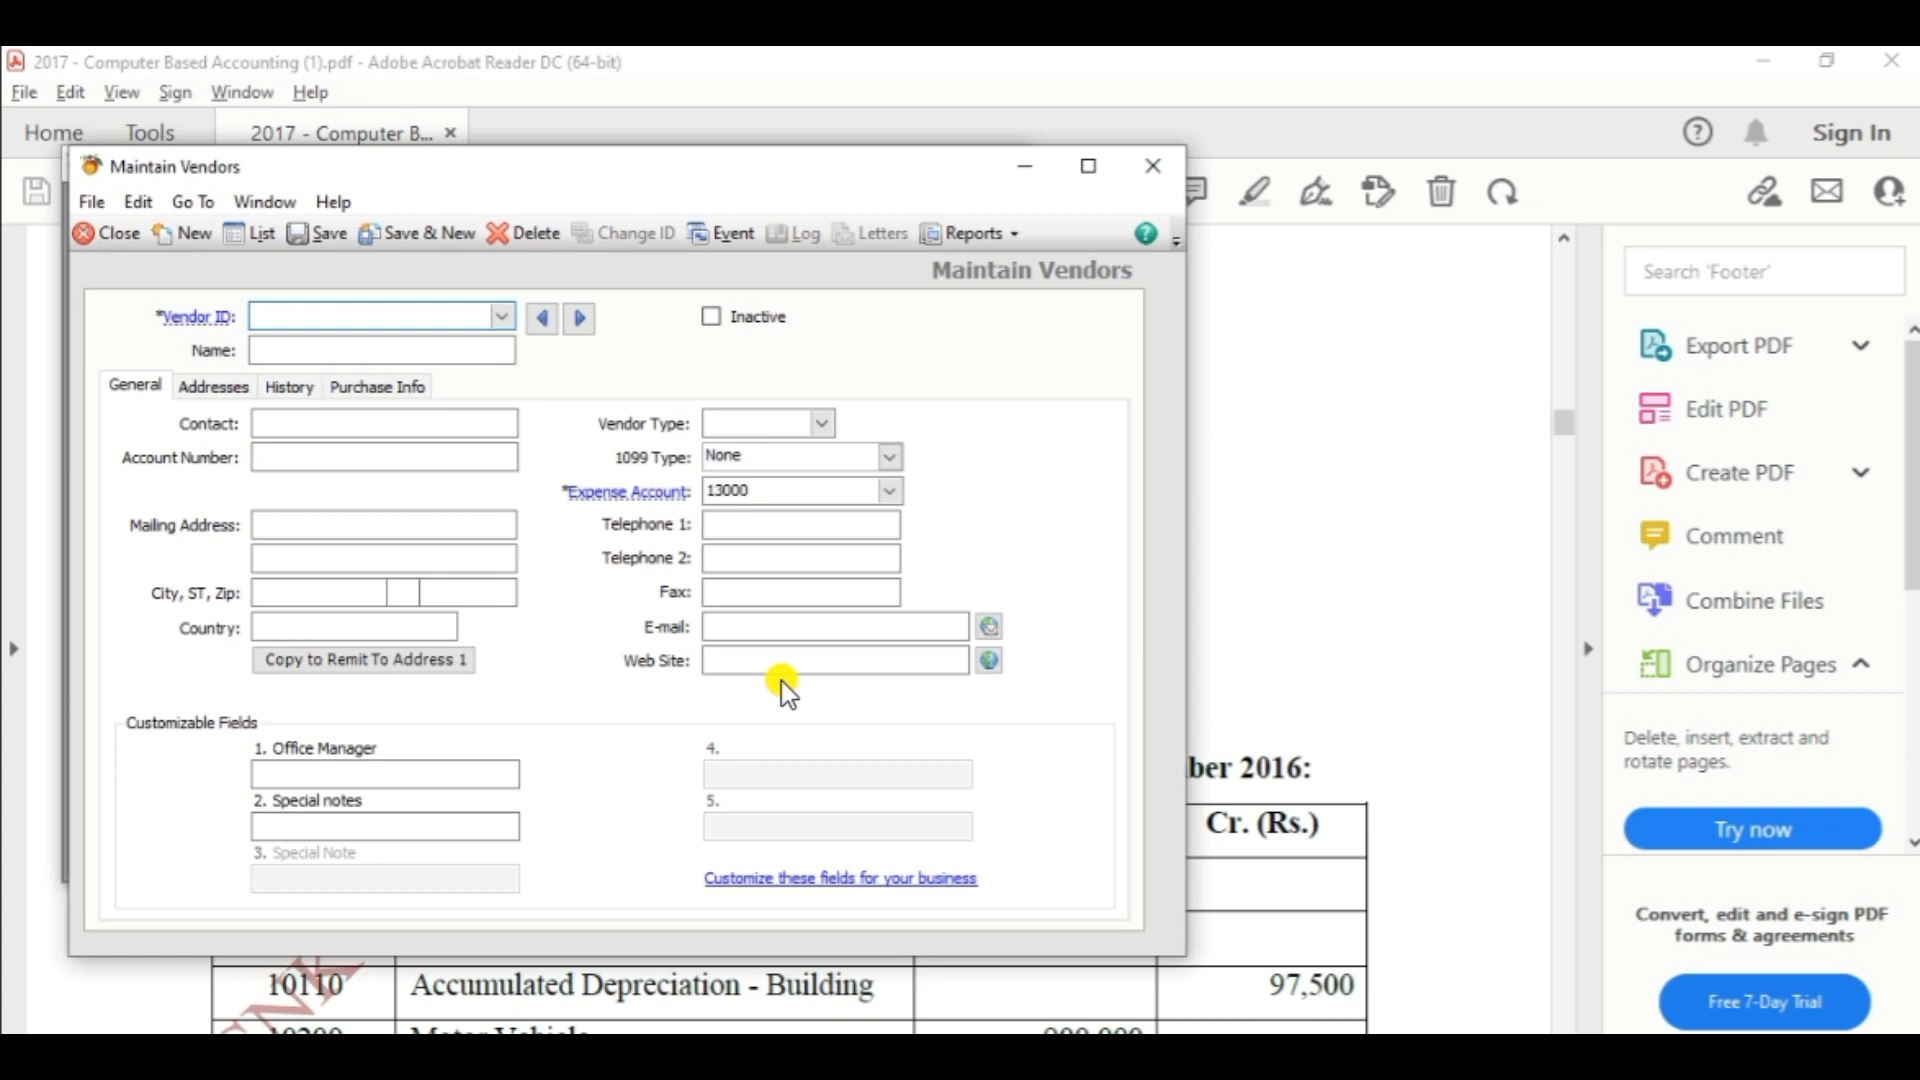 2017 - Computer Based Accounting (1).pdf - Adobe Acrobat Reader DC (64-bit)
File Edit View Sign Window Help
Home Tools 2017 - Computer B... ×
Sign In
Maintain Vendors
File Edit Go To Window Help
Close New List Save Save & New Delete Change ID Event Log Letters Reports
Maintain Vendors
*Vendor ID:
Inactive
Name:
General Addresses History Purchase Info
Contact:
Vendor Type:
Account Number:
1099 Type: None
*Expense Account: 13000
Mailing Address:
Telephone 1:
Telephone 2:
City, ST, Zip:
Fax:
Country:
E-mail:
Copy to Remit To Address 1
Web Site:
Customizable Fields
1. Office Manager
4.
2. Special notes
5.
3. Special Note
Customize these fields for your business
Search 'Footer'
Export PDF
Edit PDF
Create PDF
Comment
Combine Files
Organize Pages
Delete, insert, extract and
rotate pages.
Try now
Convert, edit and e-sign PDF
forms & agreements
Free 7-Day Trial
ber 2016:
Cr. (Rs.)
10110 Accumulated Depreciation - Building 97,500
10200 Motor Vehicle 900,000